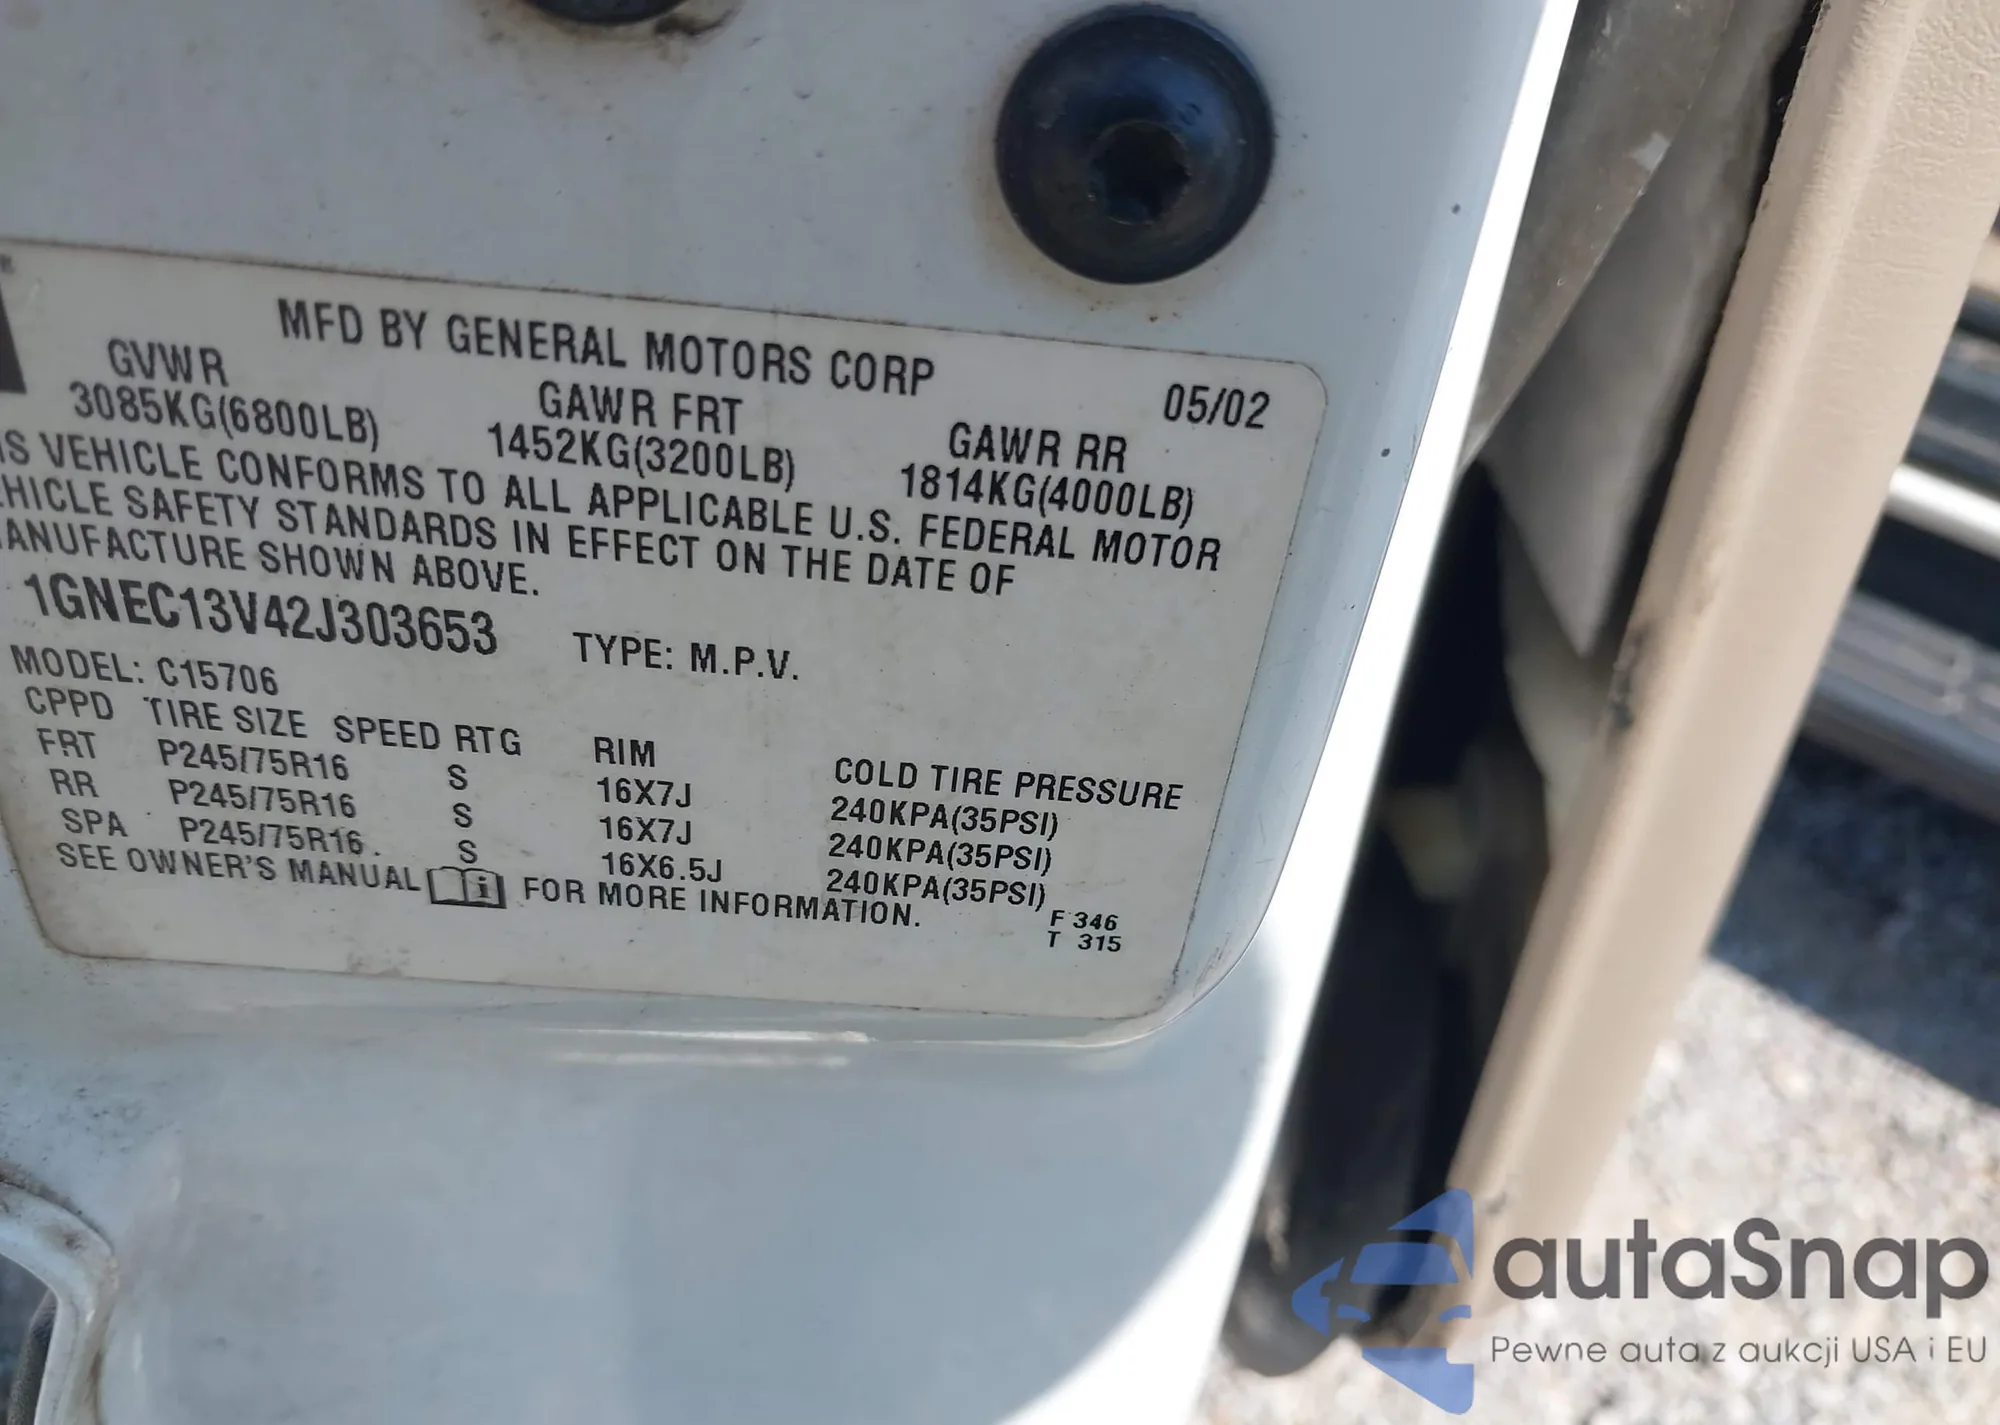 MFD BY GENERAL MOTORS CORP 05/02
GVWR GAWR FRT GAWR RR
3085KG(6800LB) 1452KG(3200LB) 1814KG(4000LB)
IS VEHICLE CONFORMS TO ALL APPLICABLE U.S. FEDERAL MOTOR
EHICLE SAFETY STANDARDS IN EFFECT ON THE DATE OF
ANUFACTURE SHOWN ABOVE.
1GNEC13V42J303653 TYPE: M.P.V.
MODEL: C15706
CPPD TIRE SIZE SPEED RTG RIM COLD TIRE PRESSURE
FRT P245/75R16 S 16X7J 240KPA(35PSI)
RR P245/75R16 S 16X7J 240KPA(35PSI)
SPA P245/75R16 S 16X6.5J 240KPA(35PSI)
SEE OWNER'S MANUAL i FOR MORE INFORMATION.
F 346
T 315
autaSnap
Pewne auta z aukcji USA i EU